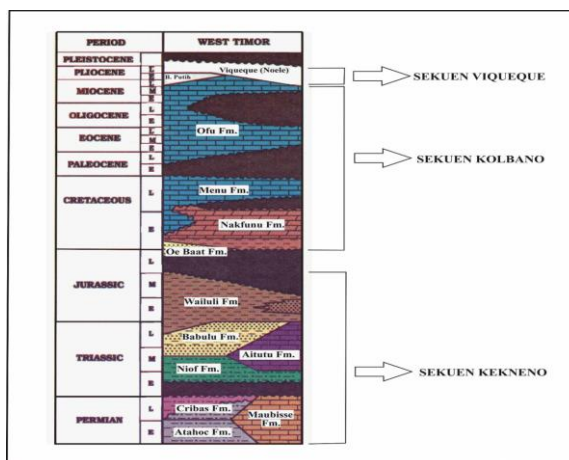 PERIOD WEST TIMOR
PLEISTOCENE
Viqueque (Noele)
PLIOCENE
B. Putih
SEKUEN VIQUEQUE
MIOCENE M
E
OLIGOCENE L
E
Ofu Fm.
EOCENE L
M
E
SEKUEN KOLBANO
PALEOCENE L
E
CRETACEOUS L
Menu Fm.
E
Nakfunu Fm.
Oe Baat Fm.
JURASSIC L
M
Wailuli Fm.
E
TRIASSIC L
Babulu Fm.
Aitutu Fm.
M
Niof Fm.
SEKUEN KEKNENO
E
PERMIAN L
Cribas Fm.
Maubisse
Fm.
E
Atahoc Fm.